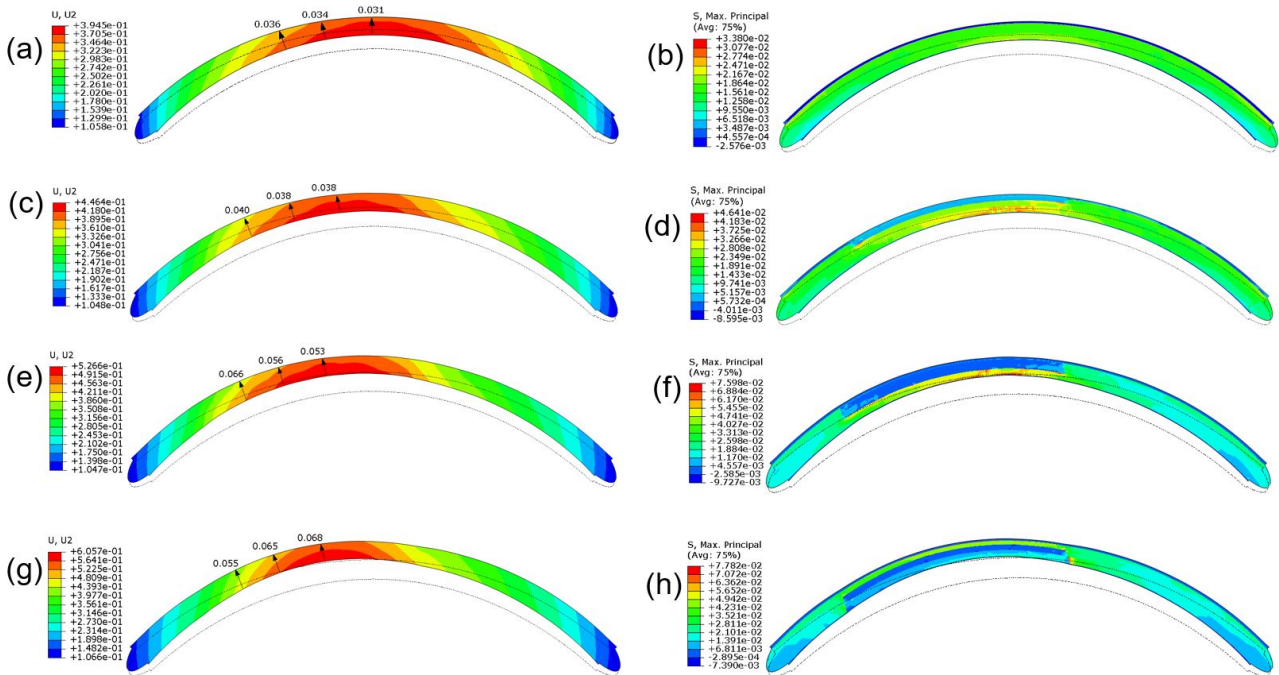 (a)
U, U2
+3.945e-01
+3.705e-01
+3.464e-01
+3.223e-01
+2.983e-01
+2.742e-01
+2.502e-01
+2.261e-01
+2.020e-01
+1.780e-01
+1.539e-01
+1.299e-01
+1.058e-01
0.036
0.034
0.031
(b)
S, Max. Principal
(Avg: 75%)
+3.380e-02
+3.077e-02
+2.774e-02
+2.471e-02
+2.167e-02
+1.864e-02
+1.561e-02
+1.258e-02
+9.550e-03
+6.518e-03
+3.487e-03
+4.557e-04
-2.576e-03
(c)
U, U2
+4.464e-01
+4.180e-01
+3.895e-01
+3.610e-01
+3.326e-01
+3.041e-01
+2.756e-01
+2.471e-01
+2.187e-01
+1.902e-01
+1.617e-01
+1.333e-01
+1.048e-01
0.040
0.038
0.038
(d)
S, Max. Principal
(Avg: 75%)
+4.641e-02
+4.183e-02
+3.725e-02
+3.266e-02
+2.808e-02
+2.349e-02
+1.891e-02
+1.433e-02
+9.741e-03
+5.157e-03
+5.732e-04
-4.011e-03
-8.595e-03
(e)
U, U2
+5.266e-01
+4.915e-01
+4.563e-01
+4.211e-01
+3.860e-01
+3.508e-01
+3.156e-01
+2.805e-01
+2.453e-01
+2.102e-01
+1.750e-01
+1.398e-01
+1.047e-01
0.066
0.056
0.053
(f)
S, Max. Principal
(Avg: 75%)
+7.598e-02
+6.884e-02
+6.170e-02
+5.455e-02
+4.741e-02
+4.027e-02
+3.313e-02
+2.598e-02
+1.884e-02
+1.170e-02
+4.557e-03
-2.585e-03
-9.727e-03
(g)
U, U2
+6.057e-01
+5.641e-01
+5.225e-01
+4.809e-01
+4.393e-01
+3.977e-01
+3.561e-01
+3.146e-01
+2.730e-01
+2.314e-01
+1.898e-01
+1.482e-01
+1.066e-01
0.055
0.065
0.068
(h)
S, Max. Principal
(Avg: 75%)
+7.782e-02
+7.072e-02
+6.362e-02
+5.652e-02
+4.942e-02
+4.231e-02
+3.521e-02
+2.811e-02
+2.101e-02
+1.391e-02
+6.811e-03
-2.895e-04
-7.390e-03